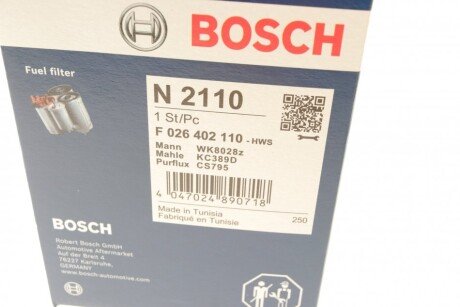 BOSCH
Fuel filter
N 2110
1 St/Pc
F 026 402 110 - HWS
Mann WK8028z
Mahle KC389D
Purflux CS795
4 047024 890718
Made in Tunisia
Fabriqué en Tunisie
250
BOSCH
Robert Bosch GmbH
Automotive Aftermarket
Auf der Breit 4
76227 Karlsruhe,
GERMANY
www.bosch-automotive.com